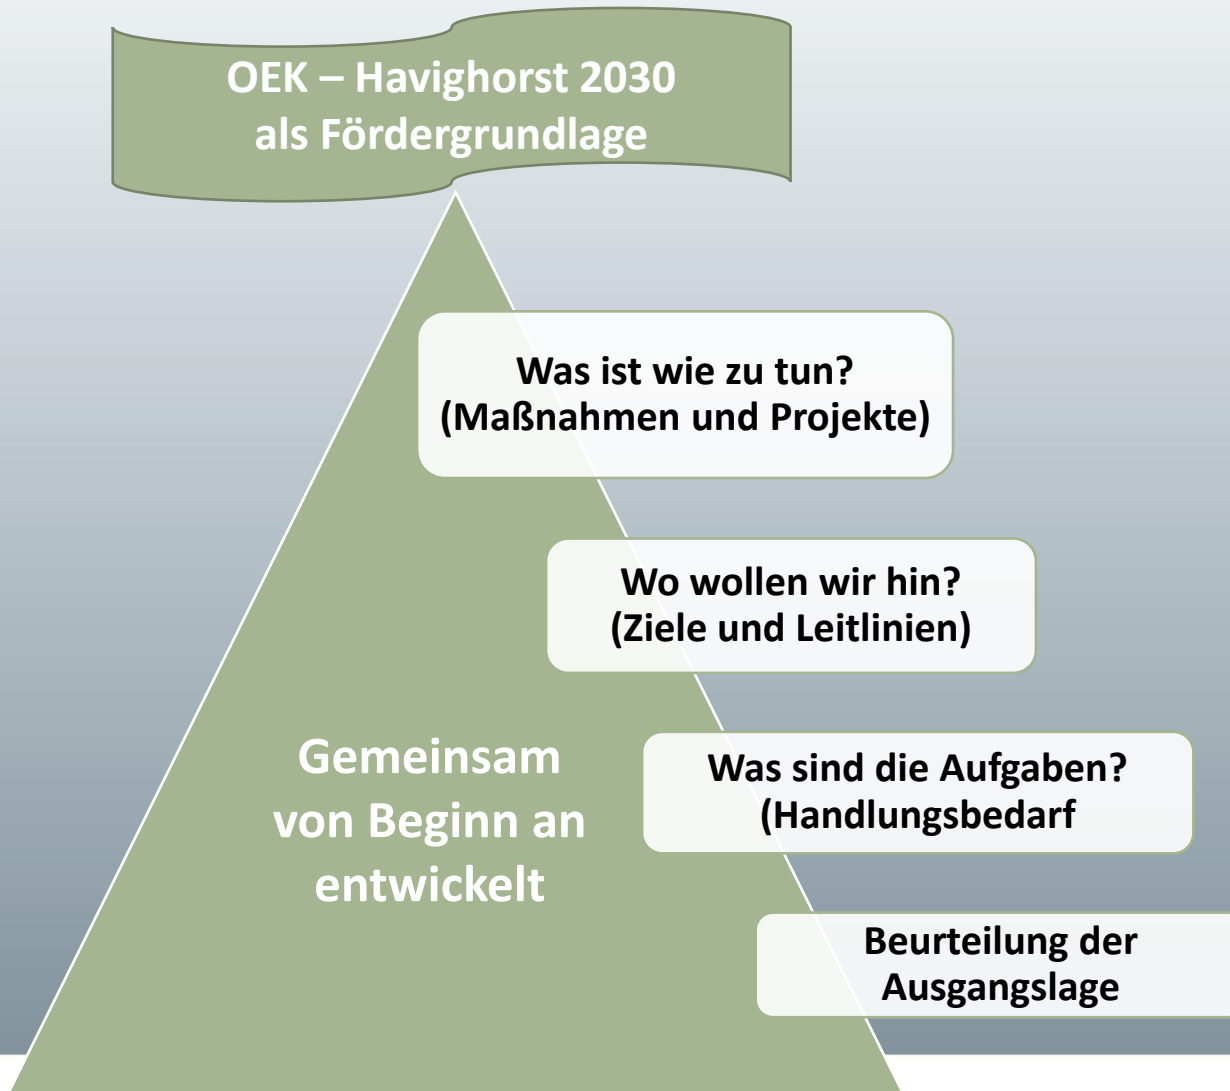 OEK – Havighorst 2030
als Fördergrundlage
Was ist wie zu tun?
(Maßnahmen und Projekte)
Wo wollen wir hin?
(Ziele und Leitlinien)
Gemeinsam
von Beginn an
entwickelt
Was sind die Aufgaben?
(Handlungsbedarf
Beurteilung der
Ausgangslage